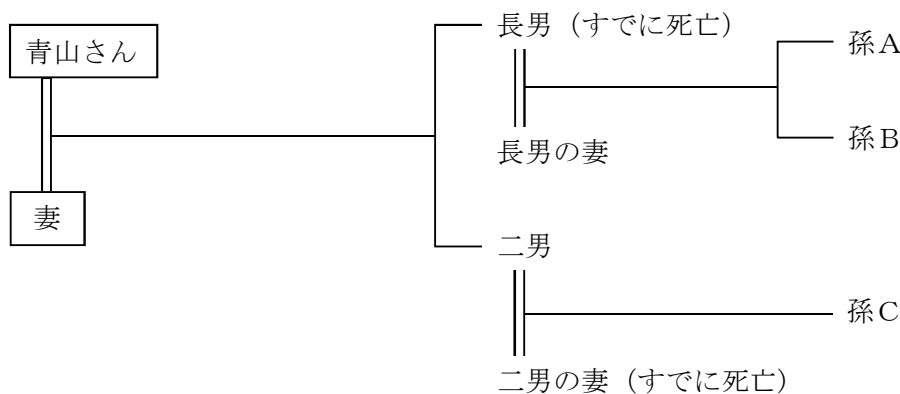 青山さん
妻
長男（すでに死亡）
長男の妻
二男
二男の妻（すでに死亡）
孫Ａ
孫Ｂ
孫Ｃ